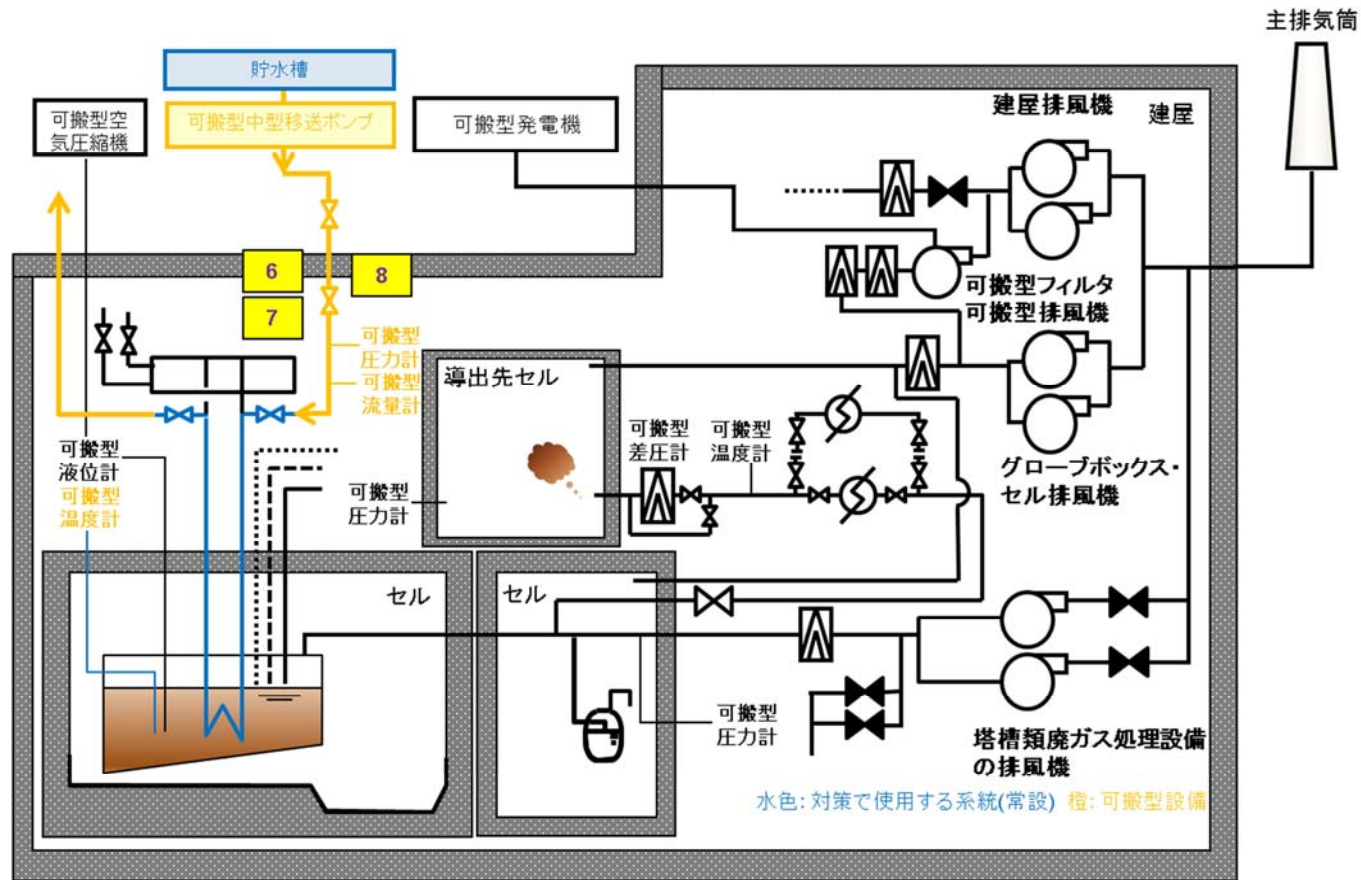 主排気筒
貯水槽
可搬型空
気圧縮機
可搬型中型移送ポンプ
可搬型発電機
建屋排風機
建屋
6
8
7
可搬型フィルタ
可搬型排風機
可搬型
圧力計
可搬型
流量計
導出先セル
可搬型
差圧計
可搬型
温度計
グローブボックス・
セル排風機
可搬型
液位計
可搬型
温度計
可搬型
圧力計
セル
セル
可搬型
圧力計
塔槽類廃ガス処理設備
の排風機
水色：対策で使用する系統(常設) 橙：可搬型設備